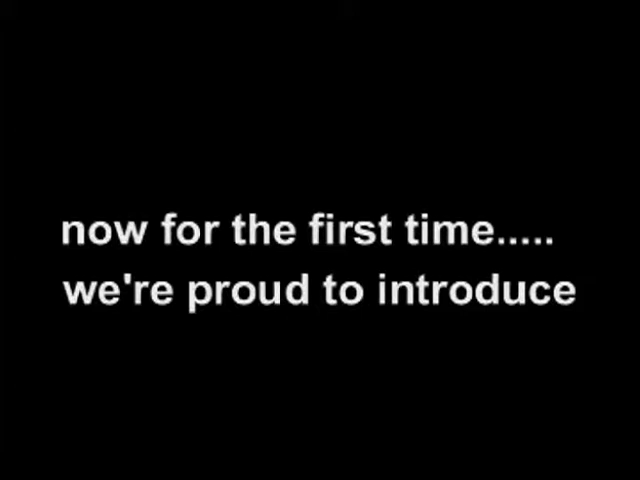 now for the first time.....
we're proud to introduce